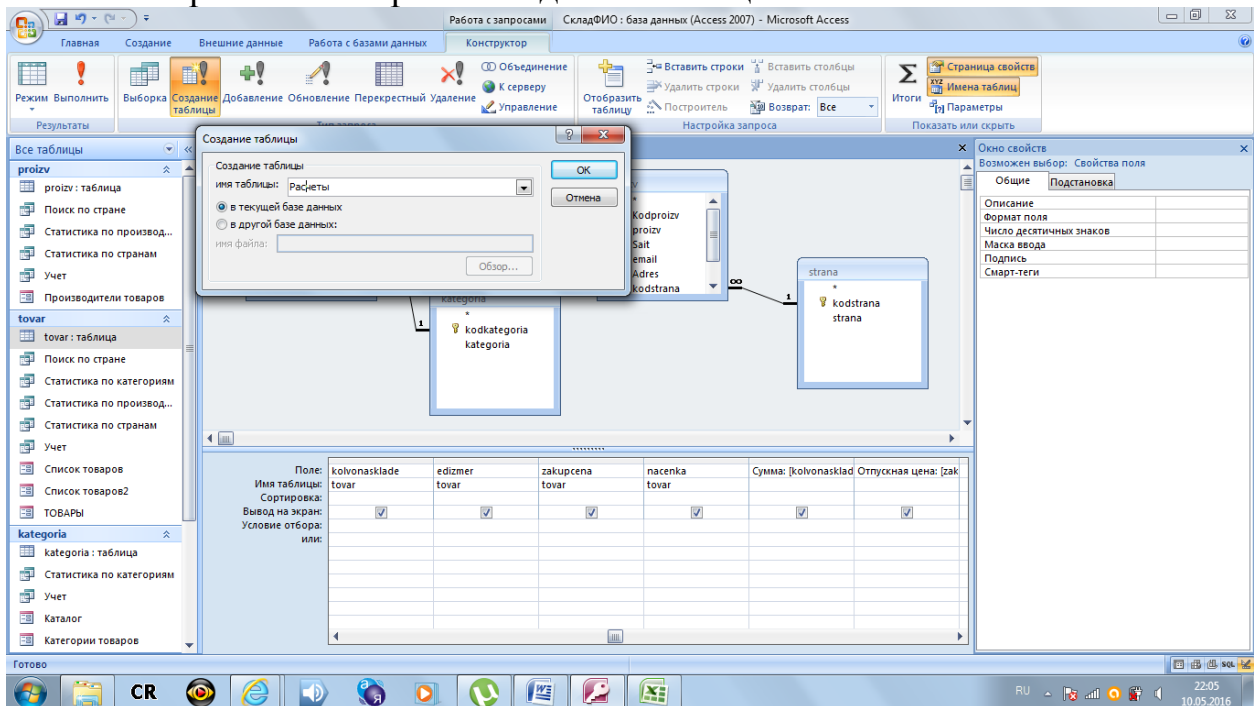 Работа с запросами СкладФИО : база данных (Access 2007) - Microsoft Access
Главная Создание Внешние данные Работа с базами данных Конструктор
Режим Выполнить Выборка Создание таблицы Добавление Обновление Перекрестный Удаление
Объединение
К серверу
Управление
Отобразить таблицу
Вставить строки
Удалить строки
Построитель
Вставить столбцы
Удалить столбцы
Возврат: Все
Итоги
Страница свойств
Имена таблиц
Параметры
Результаты Настройка запроса Показать или скрыть
Все таблицы
proizv
proizv : таблица
Поиск по стране
Статистика по производ...
Статистика по странам
Учет
Производители товаров
tovar
tovar : таблица
Поиск по стране
Статистика по категориям
Статистика по производ...
Статистика по странам
Учет
Список товаров
Список товаров2
ТОВАРЫ
kategoria
kategoria : таблица
Статистика по категориям
Учет
Каталог
Категории товаров
Создание таблицы
Создание таблицы
имя таблицы: Расчеты
в текущей базе данных
в другой базе данных:
имя файла:
Обзор...
ОК
Отмена
*
Kodproizv
proizv
Sait
email
Adres
kodstrana
∞
1
strana
*
kodstrana
strana
1
kategoria
*
kodkategoria
kategoria
Поле: kolvonasklade edizmer zakupcena nacenka Сумма: [kolvonasklad Отпускная цена: [zak
Имя таблицы: tovar tovar tovar tovar
Сортировка:
Вывод на экран:
Условие отбора:
или:
Окно свойств
Возможен выбор: Свойства поля
Общие Подстановка
Описание
Формат поля
Число десятичных знаков
Маска ввода
Подпись
Смарт-теги
Готово
SQL
CR
RU
22:05
10.05.2016